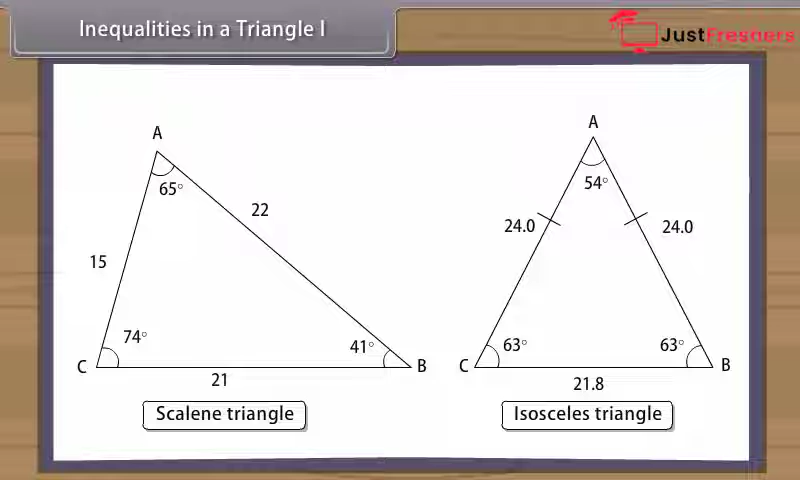 Inequalities in a Triangle I
JustFreshers
A
65°
22
15
74°
41°
C
B
21
Scalene triangle
A
54°
24.0
24.0
63°
63°
C
B
21.8
Isosceles triangle